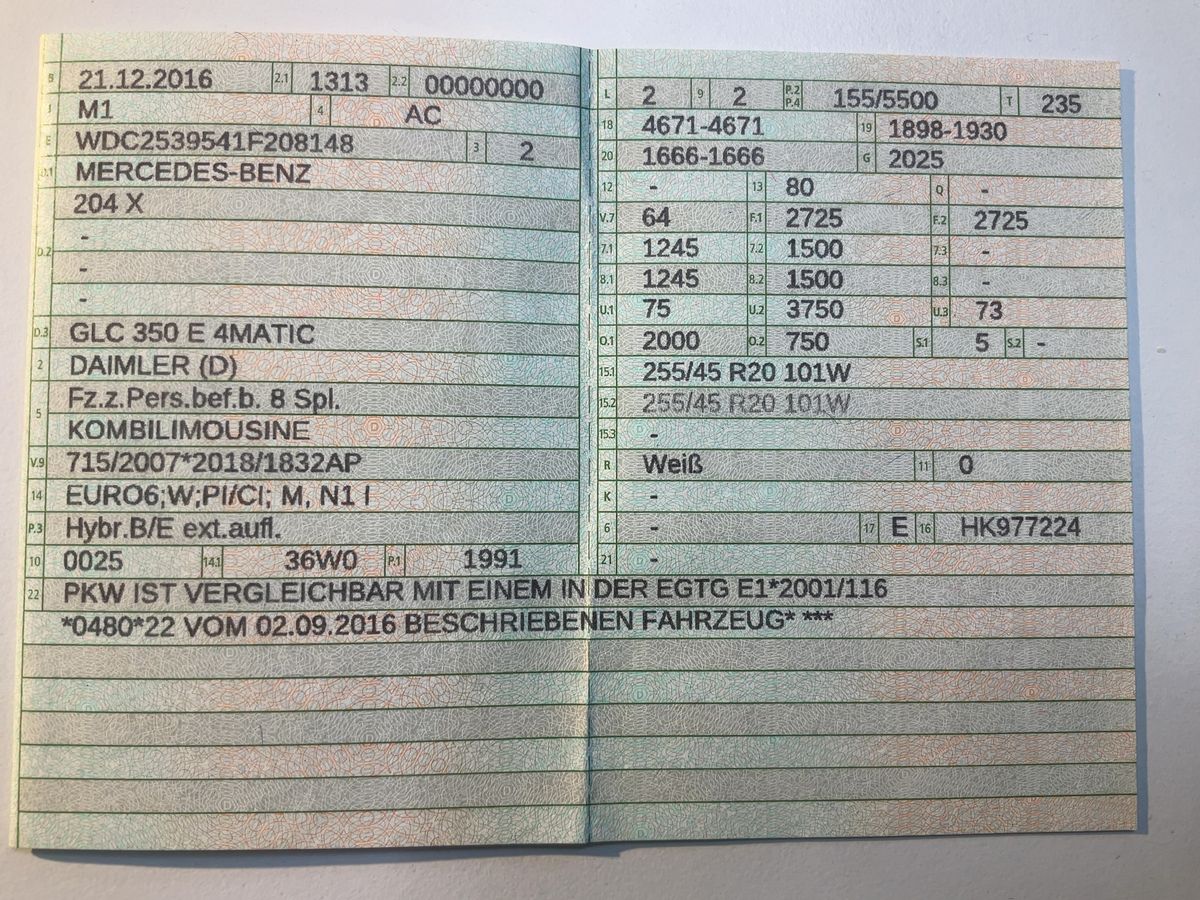 B 21.12.2016 2.1 1313 2.2 00000000
J M1 4 AC
E WDC2539541F208148 3 2
D.1 MERCEDES-BENZ
204 X
D.2 -
-
-
D.3 GLC 350 E 4MATIC
2 DAIMLER (D)
5 Fz.z.Pers.bef.b. 8 Spl.
KOMBILIMOUSINE
V.9 715/2007*2018/1832AP
14 EURO6;W;PI/CI; M, N1 I
P.3 Hybr.B/E ext.aufl.
10 0025 14.1 36W0 P.1 1991
L 2 9 2 P.2 P.4 155/5500 T 235
18 4671-4671 19 1898-1930
20 1666-1666 G 2025
12 - 13 80 Q -
V.7 64 F.1 2725 F.2 2725
7.1 1245 7.2 1500 7.3 -
8.1 1245 8.2 1500 8.3 -
U.1 75 U.2 3750 U.3 73
O.1 2000 O.2 750 S.1 5 S.2 -
15.1 255/45 R20 101W
15.2 255/45 R20 101W
15.3 -
R Weiß 11 0
K -
6 - 17 E 16 HK977224
21 -
22 PKW IST VERGLEICHBAR MIT EINEM IN DER EGTG E1*2001/116
*0480*22 VOM 02.09.2016 BESCHRIEBENEN FAHRZEUG* ***